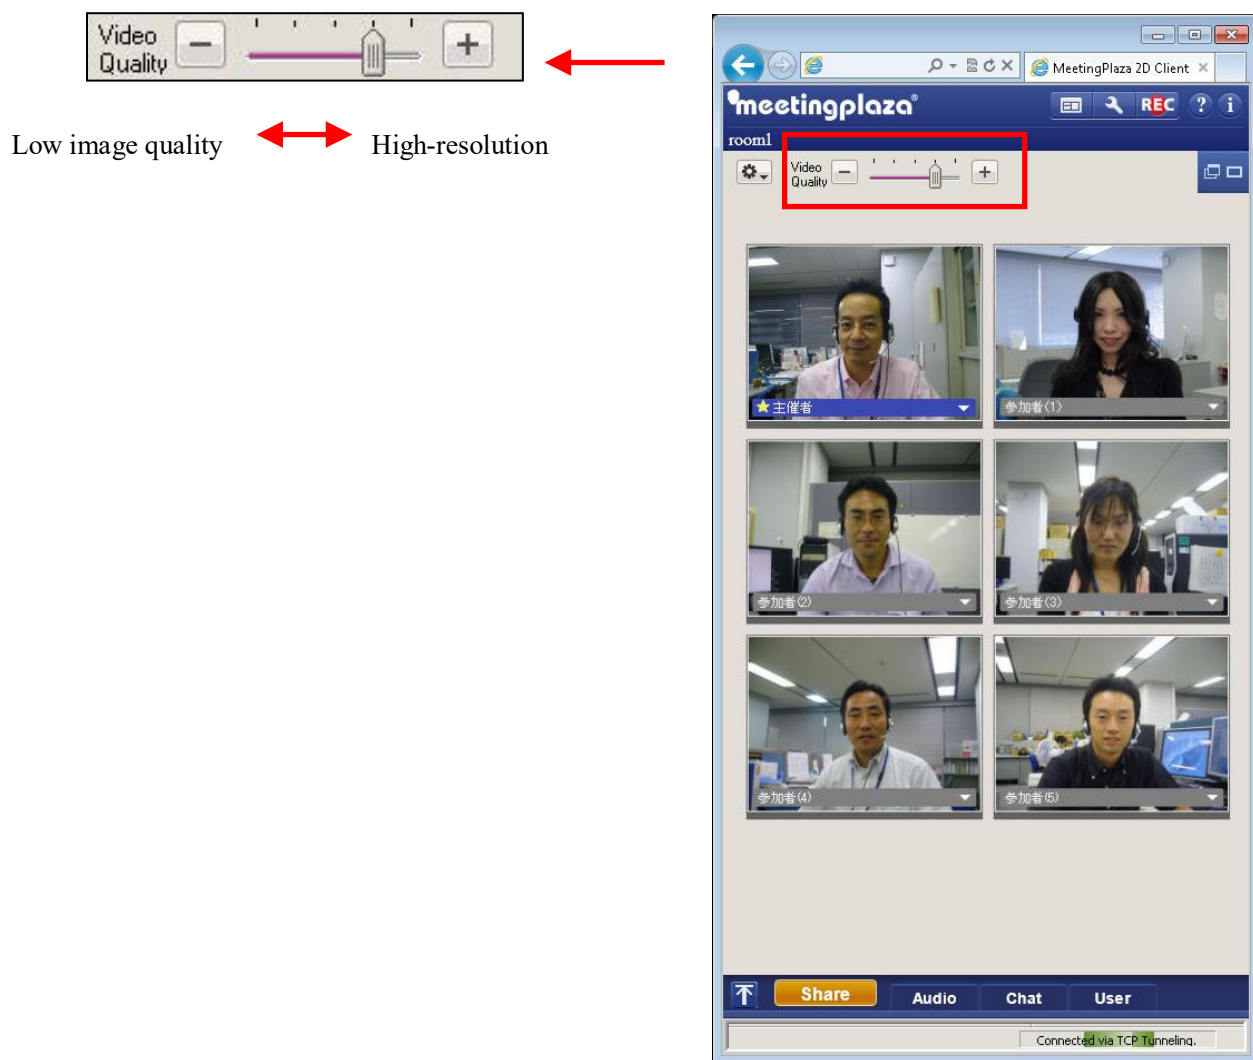 Video
Quality
Low image quality
High-resolution
MeetingPlaza 2D Client
meetingplaza®
REC
?
i
room1
Video
Quality
主催者
参加者(1)
参加者(2)
参加者(3)
参加者(4)
参加者(5)
Share
Audio
Chat
User
Connected via TCP Tunneling.